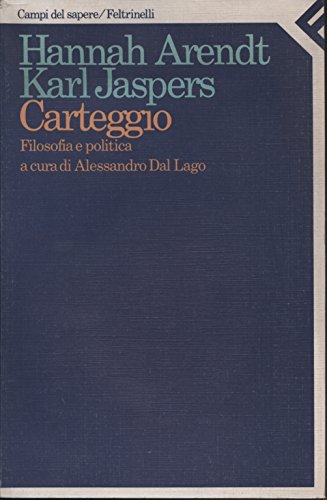 Campi del sapere/Feltrinelli
Hannah Arendt
Karl Jaspers
Carteggio
Filosofia e politica
a cura di Alessandro Dal Lago